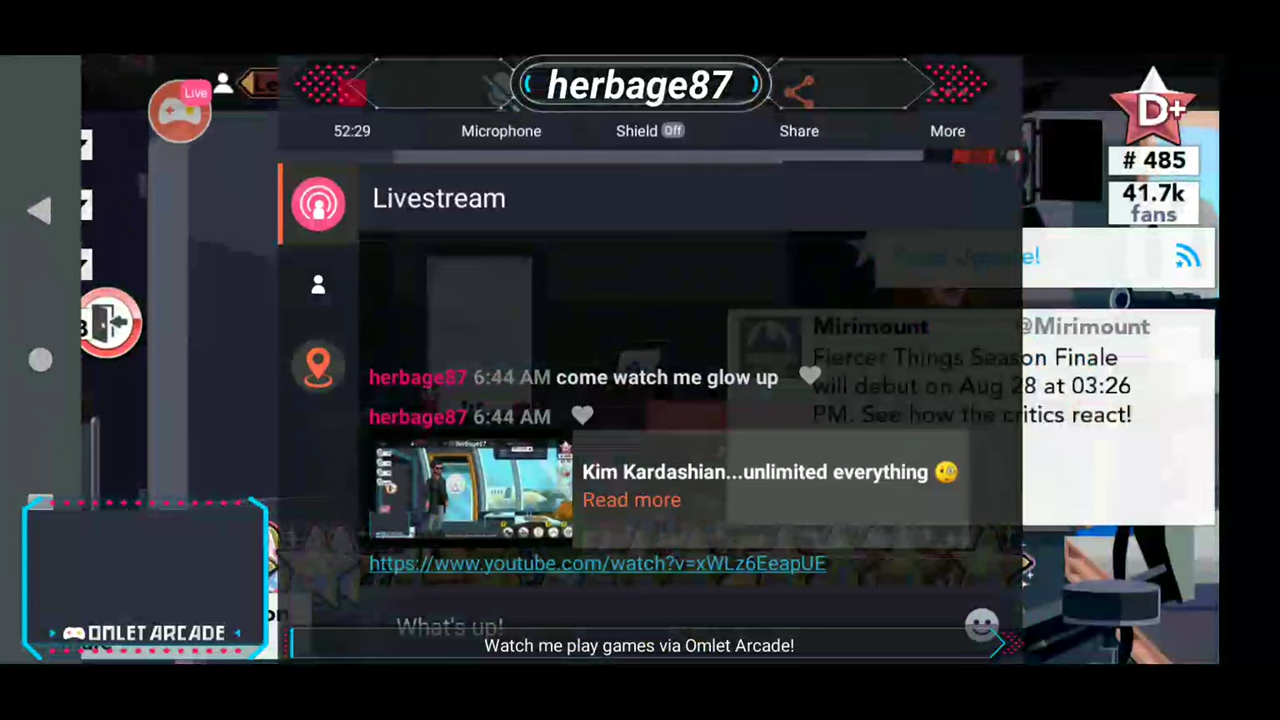 Live
herbage87
D+
52:29
Microphone
Shield Off
Share
More
# 485
41.7k
fans
Livestream
Mirimount @Mirimount
Fiercer Things Season Finale
will debut on Aug 28 at 03:26
PM. See how the critics react!
herbage87 6:44 AM come watch me glow up
herbage87 6:44 AM
herbage87
Kim Kardashian...unlimited everything 🧐
Read more
https://www.youtube.com/watch?v=xWLz6EeapUE
What's up!
OMLET ARCADE
Watch me play games via Omlet Arcade!